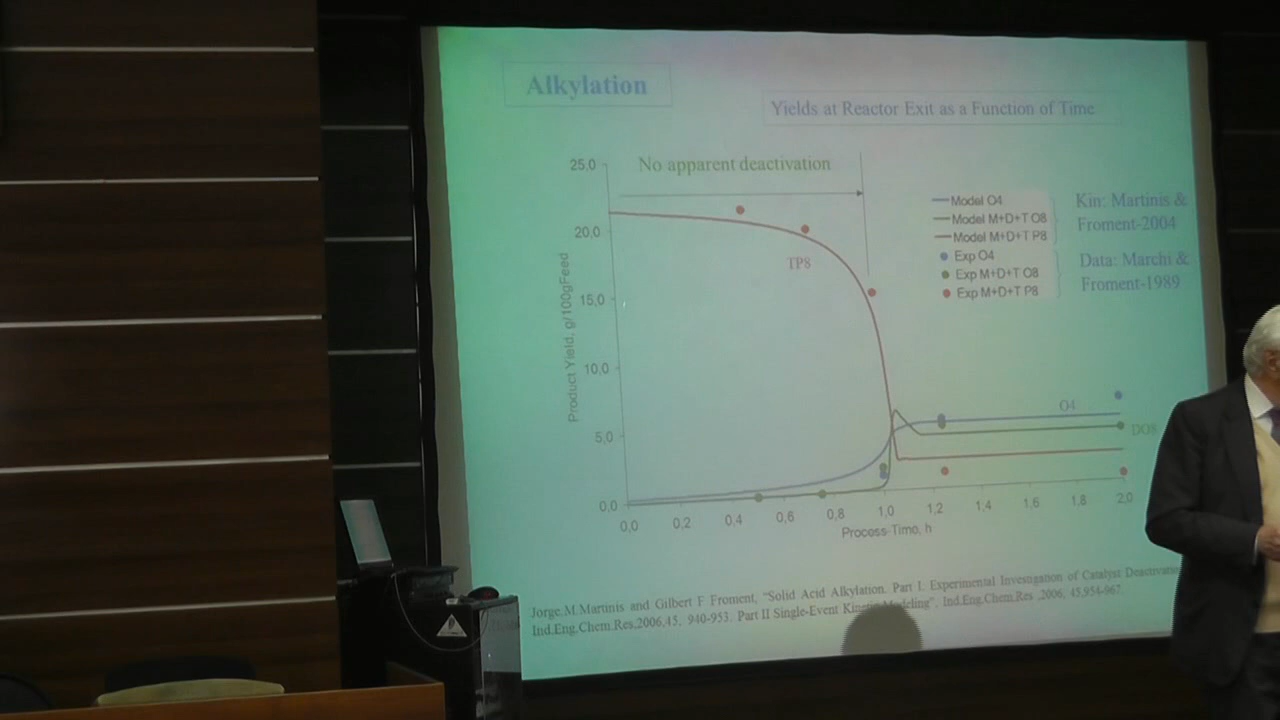 Alkylation
Yields at Reactor Exit as a Function of Time
No apparent deactivation
25,0
20,0
15,0
10,0
5,0
0,0
Product Yield, g/100gFeed
TP8
Model O4
Model M+D+T O8
Model M+D+T P8
Exp O4
Exp M+D+T O8
Exp M+D+T P8
Kin: Martinis &
Froment-2004
Data: Marchi &
Froment-1989
O4
DO8
0,0 0,2 0,4 0,6 0,8 1,0 1,2 1,4 1,6 1,8 2,0
Process Time, h
Jorge M Martinis and Gilbert F Froment, "Solid Acid Alkylation. Part I. Experimental Investigation of Catalyst
Ind.Eng.Chem.Res.2006,45, 940-953. Part II Single-Event Kinetic Modeling", Ind.Eng.Chem.Res ,2006, 45,954-967